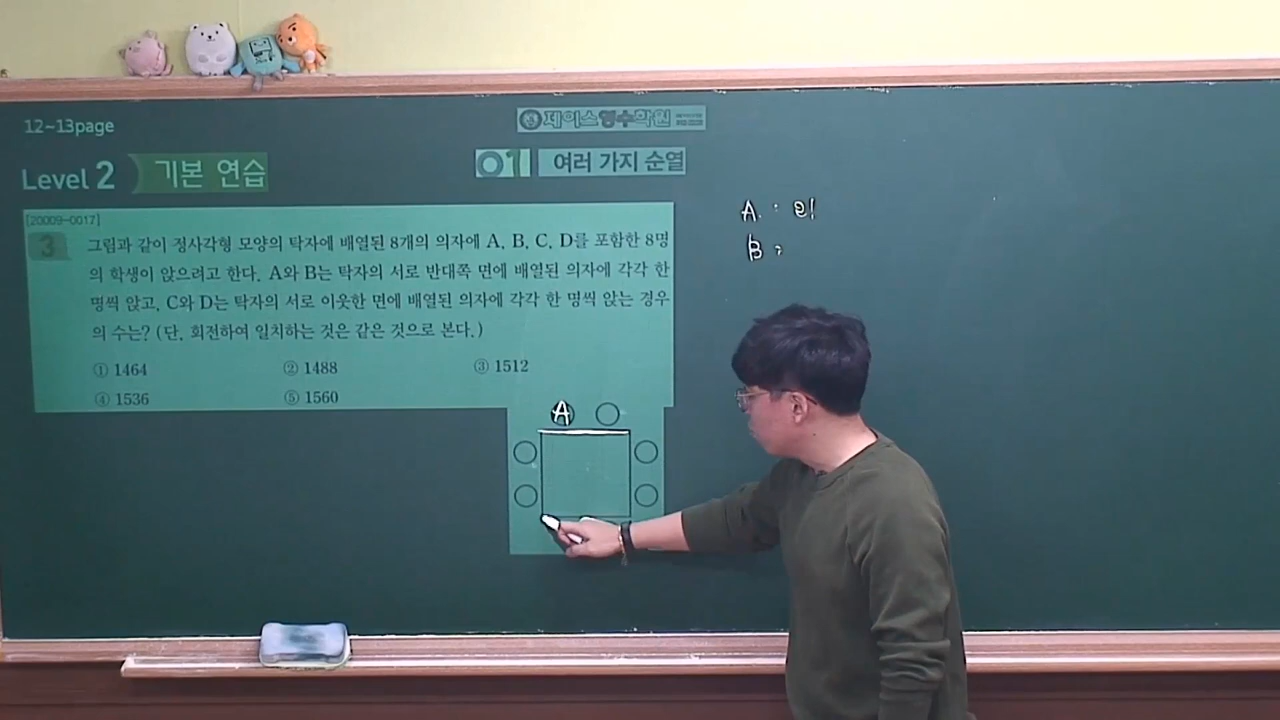 12~13page
제이스영수학원
Level 2 기본 연습
01 여러 가지 순열
[20009-0017]
3 그림과 같이 정사각형 모양의 탁자에 배열된 8개의 의자에 A, B, C, D를 포함한 8명
의 학생이 앉으려고 한다. A와 B는 탁자의 서로 반대쪽 면에 배열된 의자에 각각 한
명씩 앉고, C와 D는 탁자의 서로 이웃한 면에 배열된 의자에 각각 한 명씩 앉는 경우
의 수는? (단, 회전하여 일치하는 것은 같은 것으로 본다.)
① 1464 ② 1488 ③ 1512
④ 1536 ⑤ 1560
A
A : 2!
B :